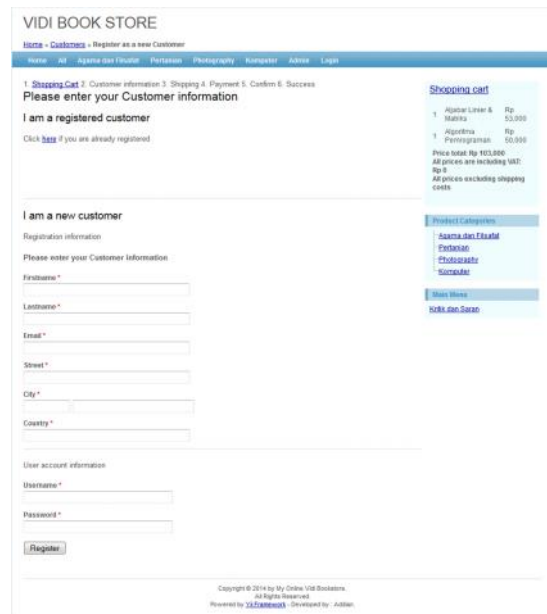 VIDI BOOK STORE
Home » Customers » Register as a new Customer
Home All Agama dan Filsafat Pertanian Photography Komputer Admin Login
1. Shopping Cart 2. Customer information 3. Shipping 4. Payment 5. Confirm 6. Success
Please enter your Customer information
I am a registered customer
Click here if you are already registered
I am a new customer
Registration information
Please enter your Customer information
Firstname *
Lastname *
Email *
Street *
City *
Country *
User account information
Username *
Password *
Register
Shopping cart
1 Aljabar Linier & Rp
Matriks 53,000
1 Algoritma Rp
Pemrograman 50,000
Price total: Rp 103,000
All prices are including VAT:
Rp 0
All prices excluding shipping
costs
Product Categories
Agama dan Filsafat
Pertanian
Photography
Komputer
Main Menu
Kritik dan Saran
Copyright © 2014 by My Online Vidi Bookstore.
All Rights Reserved.
Powered by Yii Framework - Developed by :